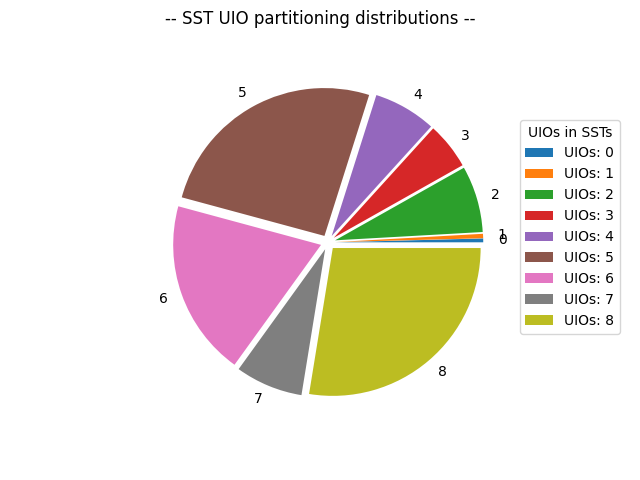 -- SST UIO partitioning distributions --
5
4
3
2
1
0
6
7
8
UIOs in SSTs
UIOs: 0
UIOs: 1
UIOs: 2
UIOs: 3
UIOs: 4
UIOs: 5
UIOs: 6
UIOs: 7
UIOs: 8